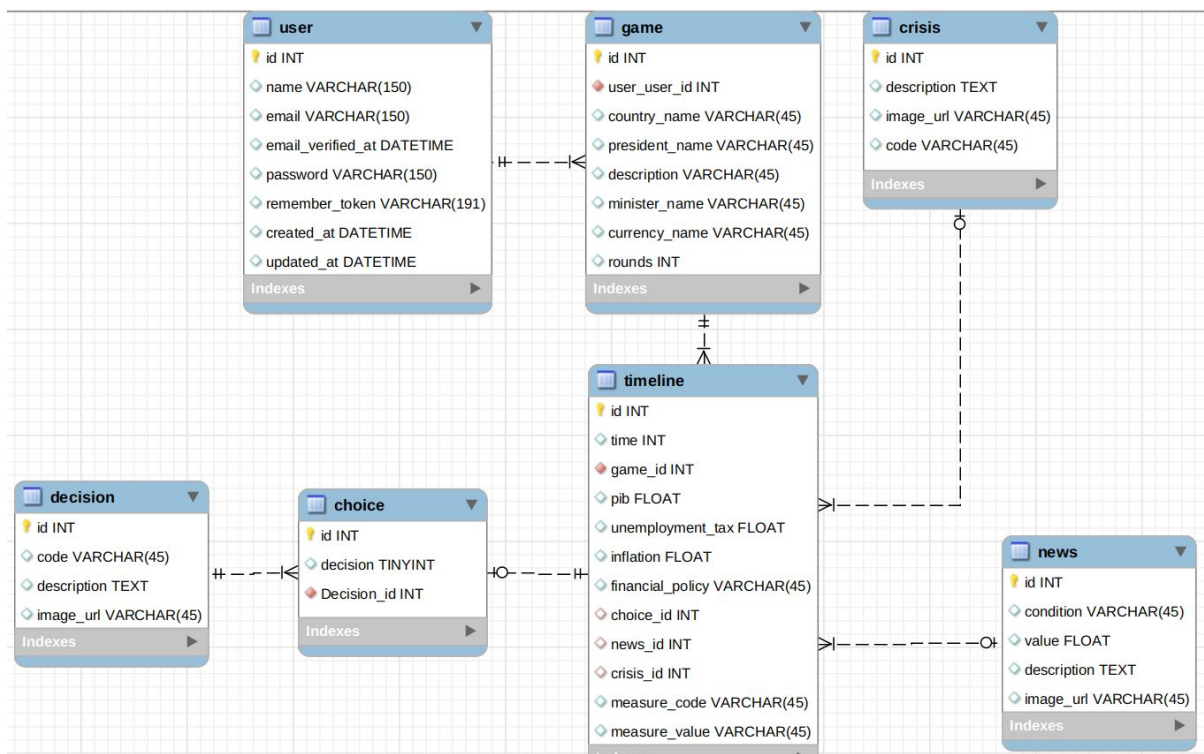 user
id INT
name VARCHAR(150)
email VARCHAR(150)
email_verified_at DATETIME
password VARCHAR(150)
remember_token VARCHAR(191)
created_at DATETIME
updated_at DATETIME
Indexes
game
id INT
user_user_id INT
country_name VARCHAR(45)
president_name VARCHAR(45)
description VARCHAR(45)
minister_name VARCHAR(45)
currency_name VARCHAR(45)
rounds INT
Indexes
crisis
id INT
description TEXT
image_url VARCHAR(45)
code VARCHAR(45)
Indexes
timeline
id INT
time INT
game_id INT
pib FLOAT
unemployment_tax FLOAT
inflation FLOAT
financial_policy VARCHAR(45)
choice_id INT
news_id INT
crisis_id INT
measure_code VARCHAR(45)
measure_value VARCHAR(45)
decision
id INT
code VARCHAR(45)
description TEXT
image_url VARCHAR(45)
Indexes
choice
id INT
decision TINYINT
Decision_id INT
Indexes
news
id INT
condition VARCHAR(45)
value FLOAT
description TEXT
image_url VARCHAR(45)
Indexes